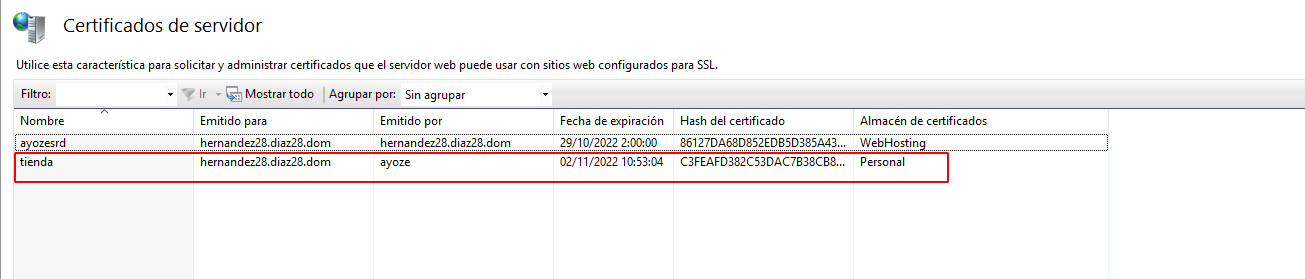 Certificados de servidor
Utilice esta característica para solicitar y administrar certificados que el servidor web puede usar con sitios web configurados para SSL.
Filtro: Ir Mostrar todo Agrupar por: Sin agrupar
Nombre Emitido para Emitido por Fecha de expiración Hash del certificado Almacén de certificados
ayozesrd hernandez28.diaz28.dom hernandez28.diaz28.dom 29/10/2022 2:00:00 86127DA68D852EDB5D385A43... WebHosting
tienda hernandez28.diaz28.dom ayoze 02/11/2022 10:53:04 C3FEAFD382C53DAC7B38CB8... Personal